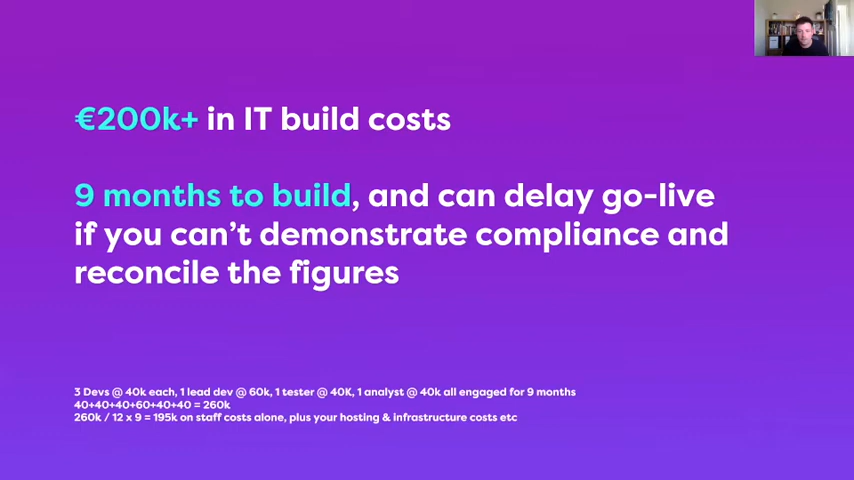 €200k+ in IT build costs
9 months to build, and can delay go-live
if you can’t demonstrate compliance and
reconcile the figures
3 Devs @ 40k each, 1 lead dev @ 60k, 1 tester @ 40K, 1 analyst @ 40k all engaged for 9 months
40+40+40+60+40+40 = 260k
260k / 12 x 9 = 195k on staff costs alone, plus your hosting & infrastructure costs etc